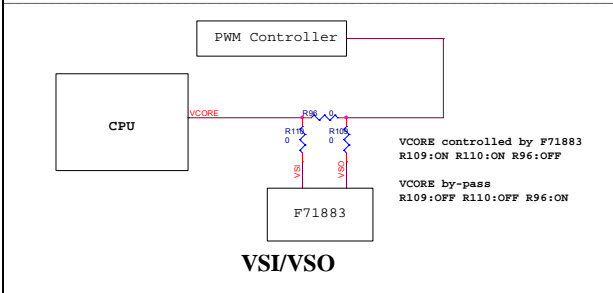 PWM Controller
VCORE
R96 0
CPU
R110
0
R109
0
VCORE controlled by F71883
R109:ON R110:ON R96:OFF
VSI
VSO
VCORE by-pass
R109:OFF R110:OFF R96:ON
F71883
VSI/VSO